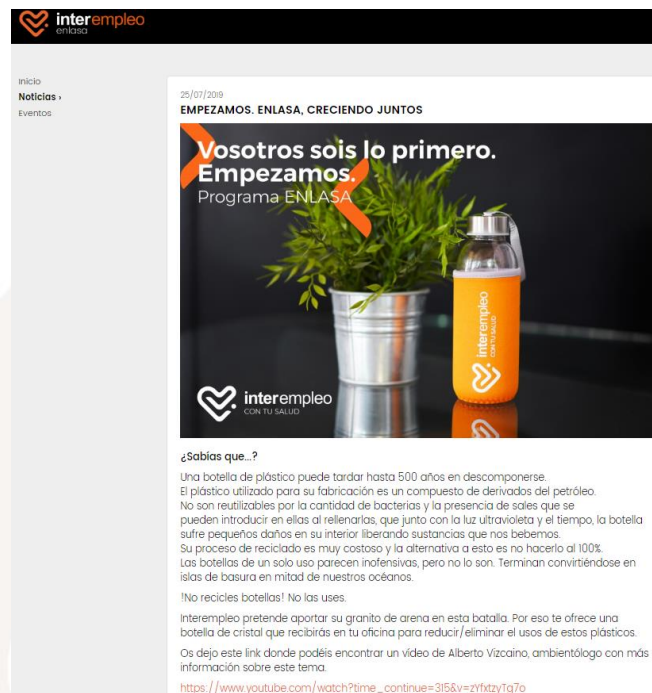 interempleo
enlasa
Inicio
Noticias ›
Eventos
25/07/2019
EMPEZAMOS. ENLASA, CRECIENDO JUNTOS
Vosotros sois lo primero.
Empezamos.
Programa ENLASA
interempleo
CON TU SALUD
interempleo
CON TU SALUD
¿Sabias que...?
Una botella de plástico puede tardar hasta 500 años en descomponerse.
El plástico utilizado para su fabricación es un compuesto de derivados del petróleo.
No son reutilizables por la cantidad de bacterias y la presencia de sales que se
pueden introducir en ellas al rellenarlas, que junto con la luz ultravioleta y el tiempo, la botella
sufre pequeños daños en su interior liberando sustancias que nos bebemos.
Su proceso de reciclado es muy costoso y la alternativa a esto es no hacerlo al 100%.
Las botellas de un solo uso parecen inofensivas, pero no lo son. Terminan convirtiéndose en
islas de basura en mitad de nuestros océanos.
!No recicles botellas! No las uses.
Interempleo pretende aportar su granito de arena en esta batalla. Por eso te ofrece una
botella de cristal que recibirás en tu oficina para reducir/eliminar el usos de estos plásticos.
Os dejo este link donde podéis encontrar un vídeo de Alberto Vizcaino, ambientólogo con más
información sobre este tema.
https://www.youtube.com/watch?time_continue=315&v=zYfxtzyTq7o